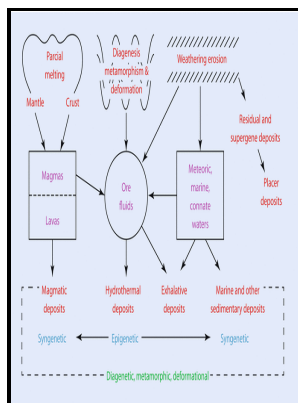 Parcial
melting
Mantle
Crust
Diagenesis
metamorphism &
deformation
Weathering erosion
Residual and
supergene deposits
Placer
deposits
Magmas
Lavas
Ore
fluids
Meteoric,
marine,
connate
waters
Magmatic
deposits
Hydrothermal
deposits
Exhalative
deposits
Marine and other
sedimentary deposits
Syngenetic
Epigenetic
Syngenetic
Diagenetic, metamorphic, deformational